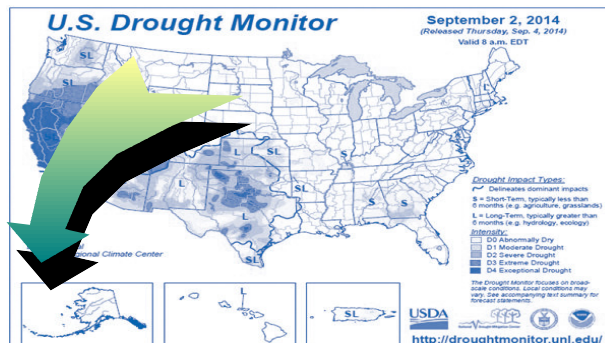 U.S. Drought Monitor
September 2, 2014
(Released Thursday, Sep. 4, 2014)
Valid 8 a.m. EDT
SL
SL
L
L
SL
S
L
L
SL
S
S
L
SL
Regional Climate Center
Drought Impact Types:
Delineates dominant impacts
S = Short-Term, typically less than
6 months (e.g. agriculture, grasslands)
L = Long-Term, typically greater than
6 months (e.g. hydrology, ecology)
Intensity:
D0 Abnormally Dry
D1 Moderate Drought
D2 Severe Drought
D3 Extreme Drought
D4 Exceptional Drought
The Drought Monitor focuses on broad-
scale conditions. Local conditions may
vary. See accompanying text summary for
forecast statements.
L
SL
USDA
http://droughtmonitor.unl.edu/